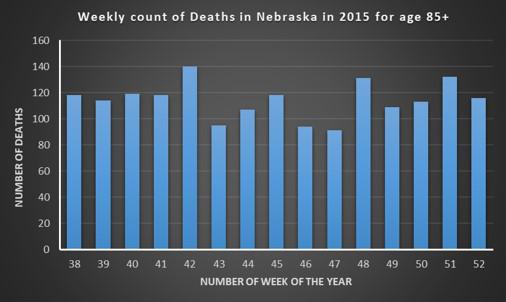 Weekly count of Deaths in Nebraska in 2015 for age 85+
160
140
120
100
80
60
40
20
0
NUMBER OF DEATHS
38 39 40 41 42 43 44 45 46 47 48 49 50 51 52
NUMBER OF WEEK OF THE YEAR